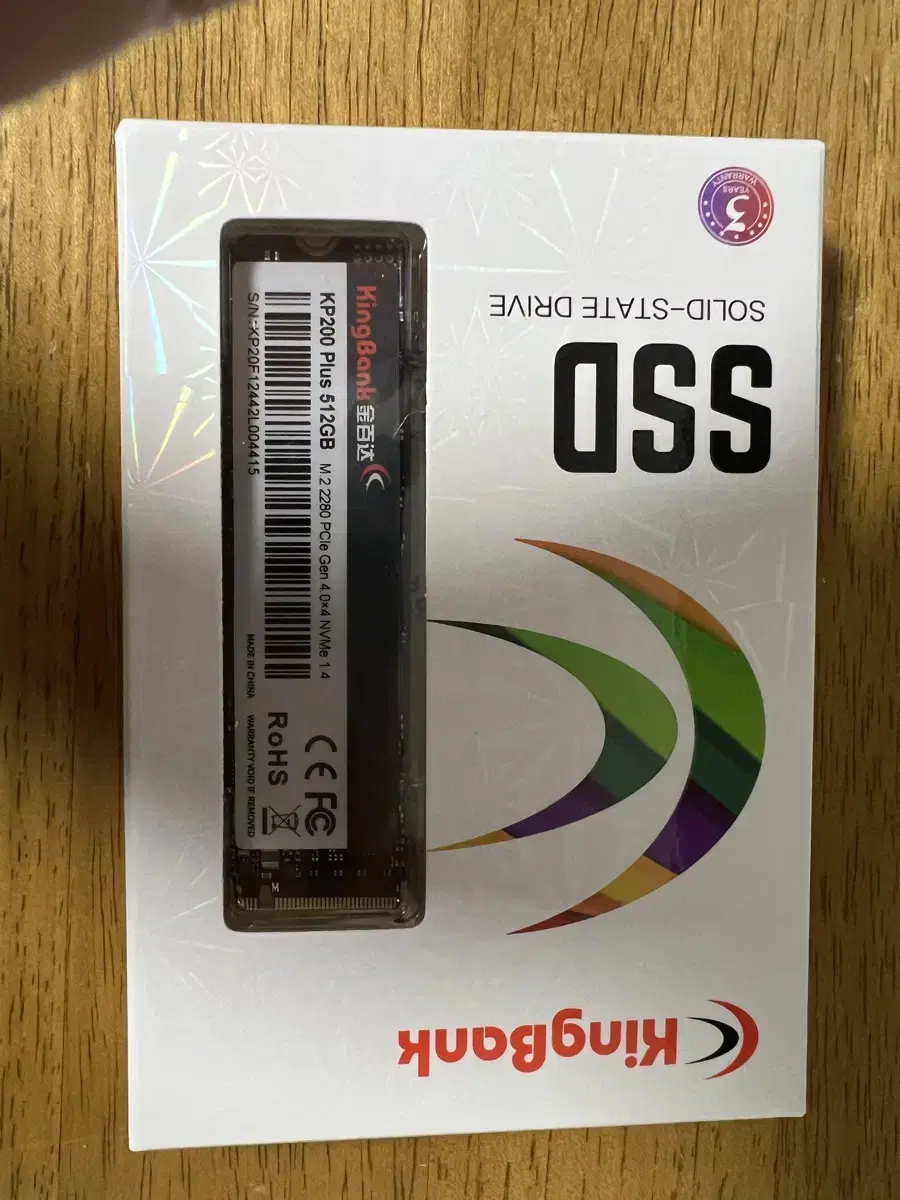 KingBank
SSD
SOLID-STATE DRIVE
3
YEARS
WARRANTY
KingBank 金百达
KP200 Plus 512GB M.2 2280 PCIe Gen 4.0×4 NVMe 1.4
S/N:KP20F12442L004415
MADE IN CHINA
WARRANTY VOID IF REMOVED
RoHS
CE FC
M